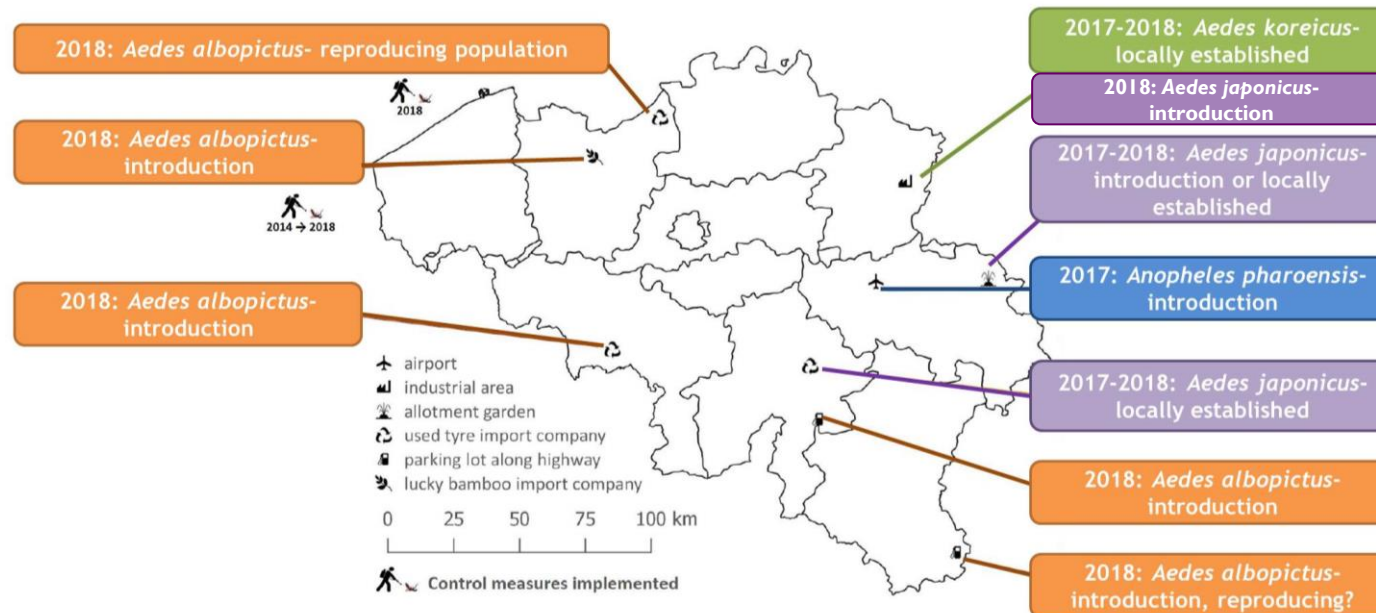 2018: Aedes albopictus- reproducing population
2018
2018: Aedes albopictus-
introduction
2014 → 2018
2018: Aedes albopictus-
introduction
airport
industrial area
allotment garden
used tyre import company
parking lot along highway
lucky bamboo import company
0 25 50 75 100 km
Control measures implemented
2017-2018: Aedes koreicus-
locally established
2018: Aedes japonicus-
introduction
2017-2018: Aedes japonicus-
introduction or locally
established
2017: Anopheles pharoensis-
introduction
2017-2018: Aedes japonicus-
locally established
2018: Aedes albopictus-
introduction
2018: Aedes albopictus-
introduction, reproducing?